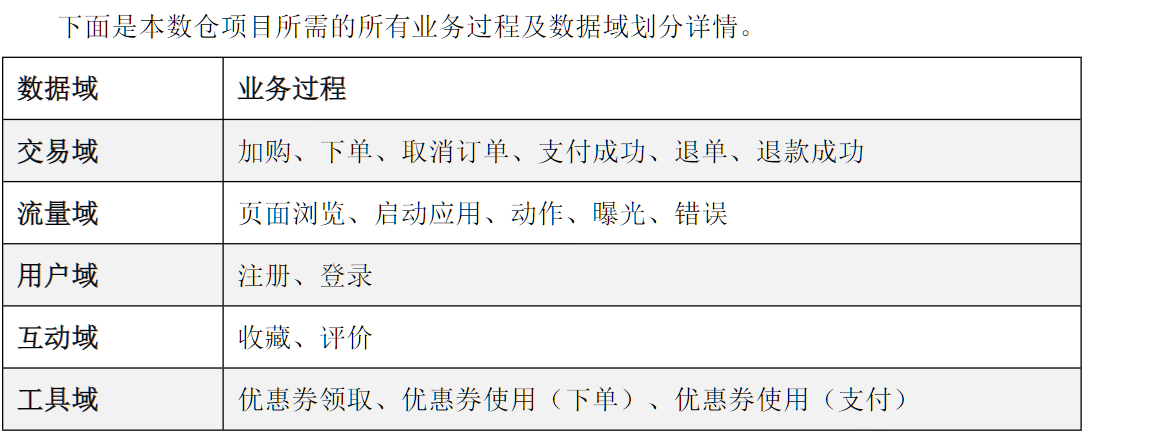 下面是本数仓项目所需的所有业务过程及数据域划分详情。
数据域 业务过程
交易域 加购、下单、取消订单、支付成功、退单、退款成功
流量域 页面浏览、启动应用、动作、曝光、错误
用户域 注册、登录
互动域 收藏、评价
工具域 优惠券领取、优惠券使用（下单）、优惠券使用（支付）